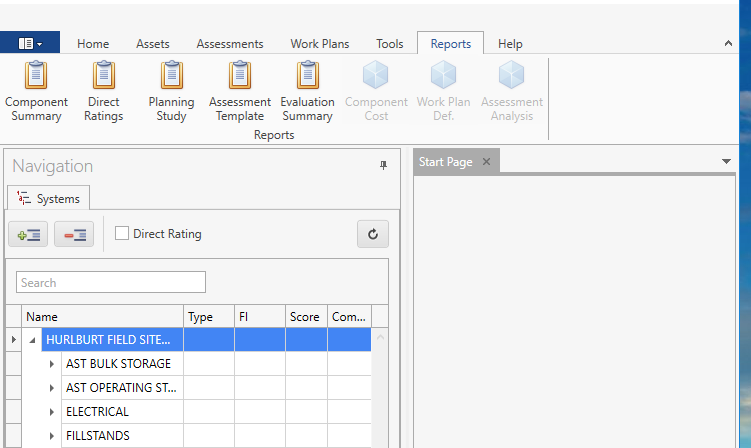 Home Assets Assessments Work Plans Tools Reports Help
Component Summary
Direct Ratings
Planning Study
Assessment Template
Evaluation Summary
Component Cost
Work Plan Def.
Assessment Analysis
Reports
Navigation
Start Page
Systems
Direct Rating
Search
Name Type FI Score Com...
HURLBURT FIELD SITE...
AST BULK STORAGE
AST OPERATING ST...
ELECTRICAL
FILLSTANDS